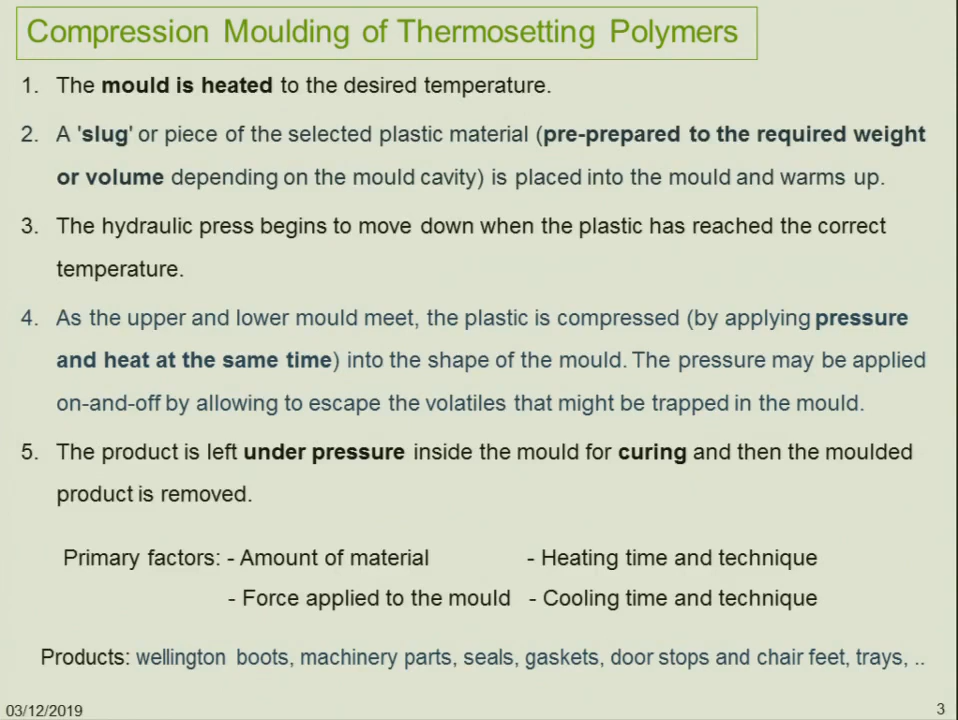 Compression Moulding of Thermosetting Polymers
1. The mould is heated to the desired temperature.
2. A 'slug' or piece of the selected plastic material (pre-prepared to the required weight
or volume depending on the mould cavity) is placed into the mould and warms up.
3. The hydraulic press begins to move down when the plastic has reached the correct
temperature.
4. As the upper and lower mould meet, the plastic is compressed (by applying pressure
and heat at the same time) into the shape of the mould. The pressure may be applied
on-and-off by allowing to escape the volatiles that might be trapped in the mould.
5. The product is left under pressure inside the mould for curing and then the moulded
product is removed.
Primary factors: - Amount of material - Heating time and technique
- Force applied to the mould - Cooling time and technique
Products: wellington boots, machinery parts, seals, gaskets, door stops and chair feet, trays, ..
03/12/2019 3